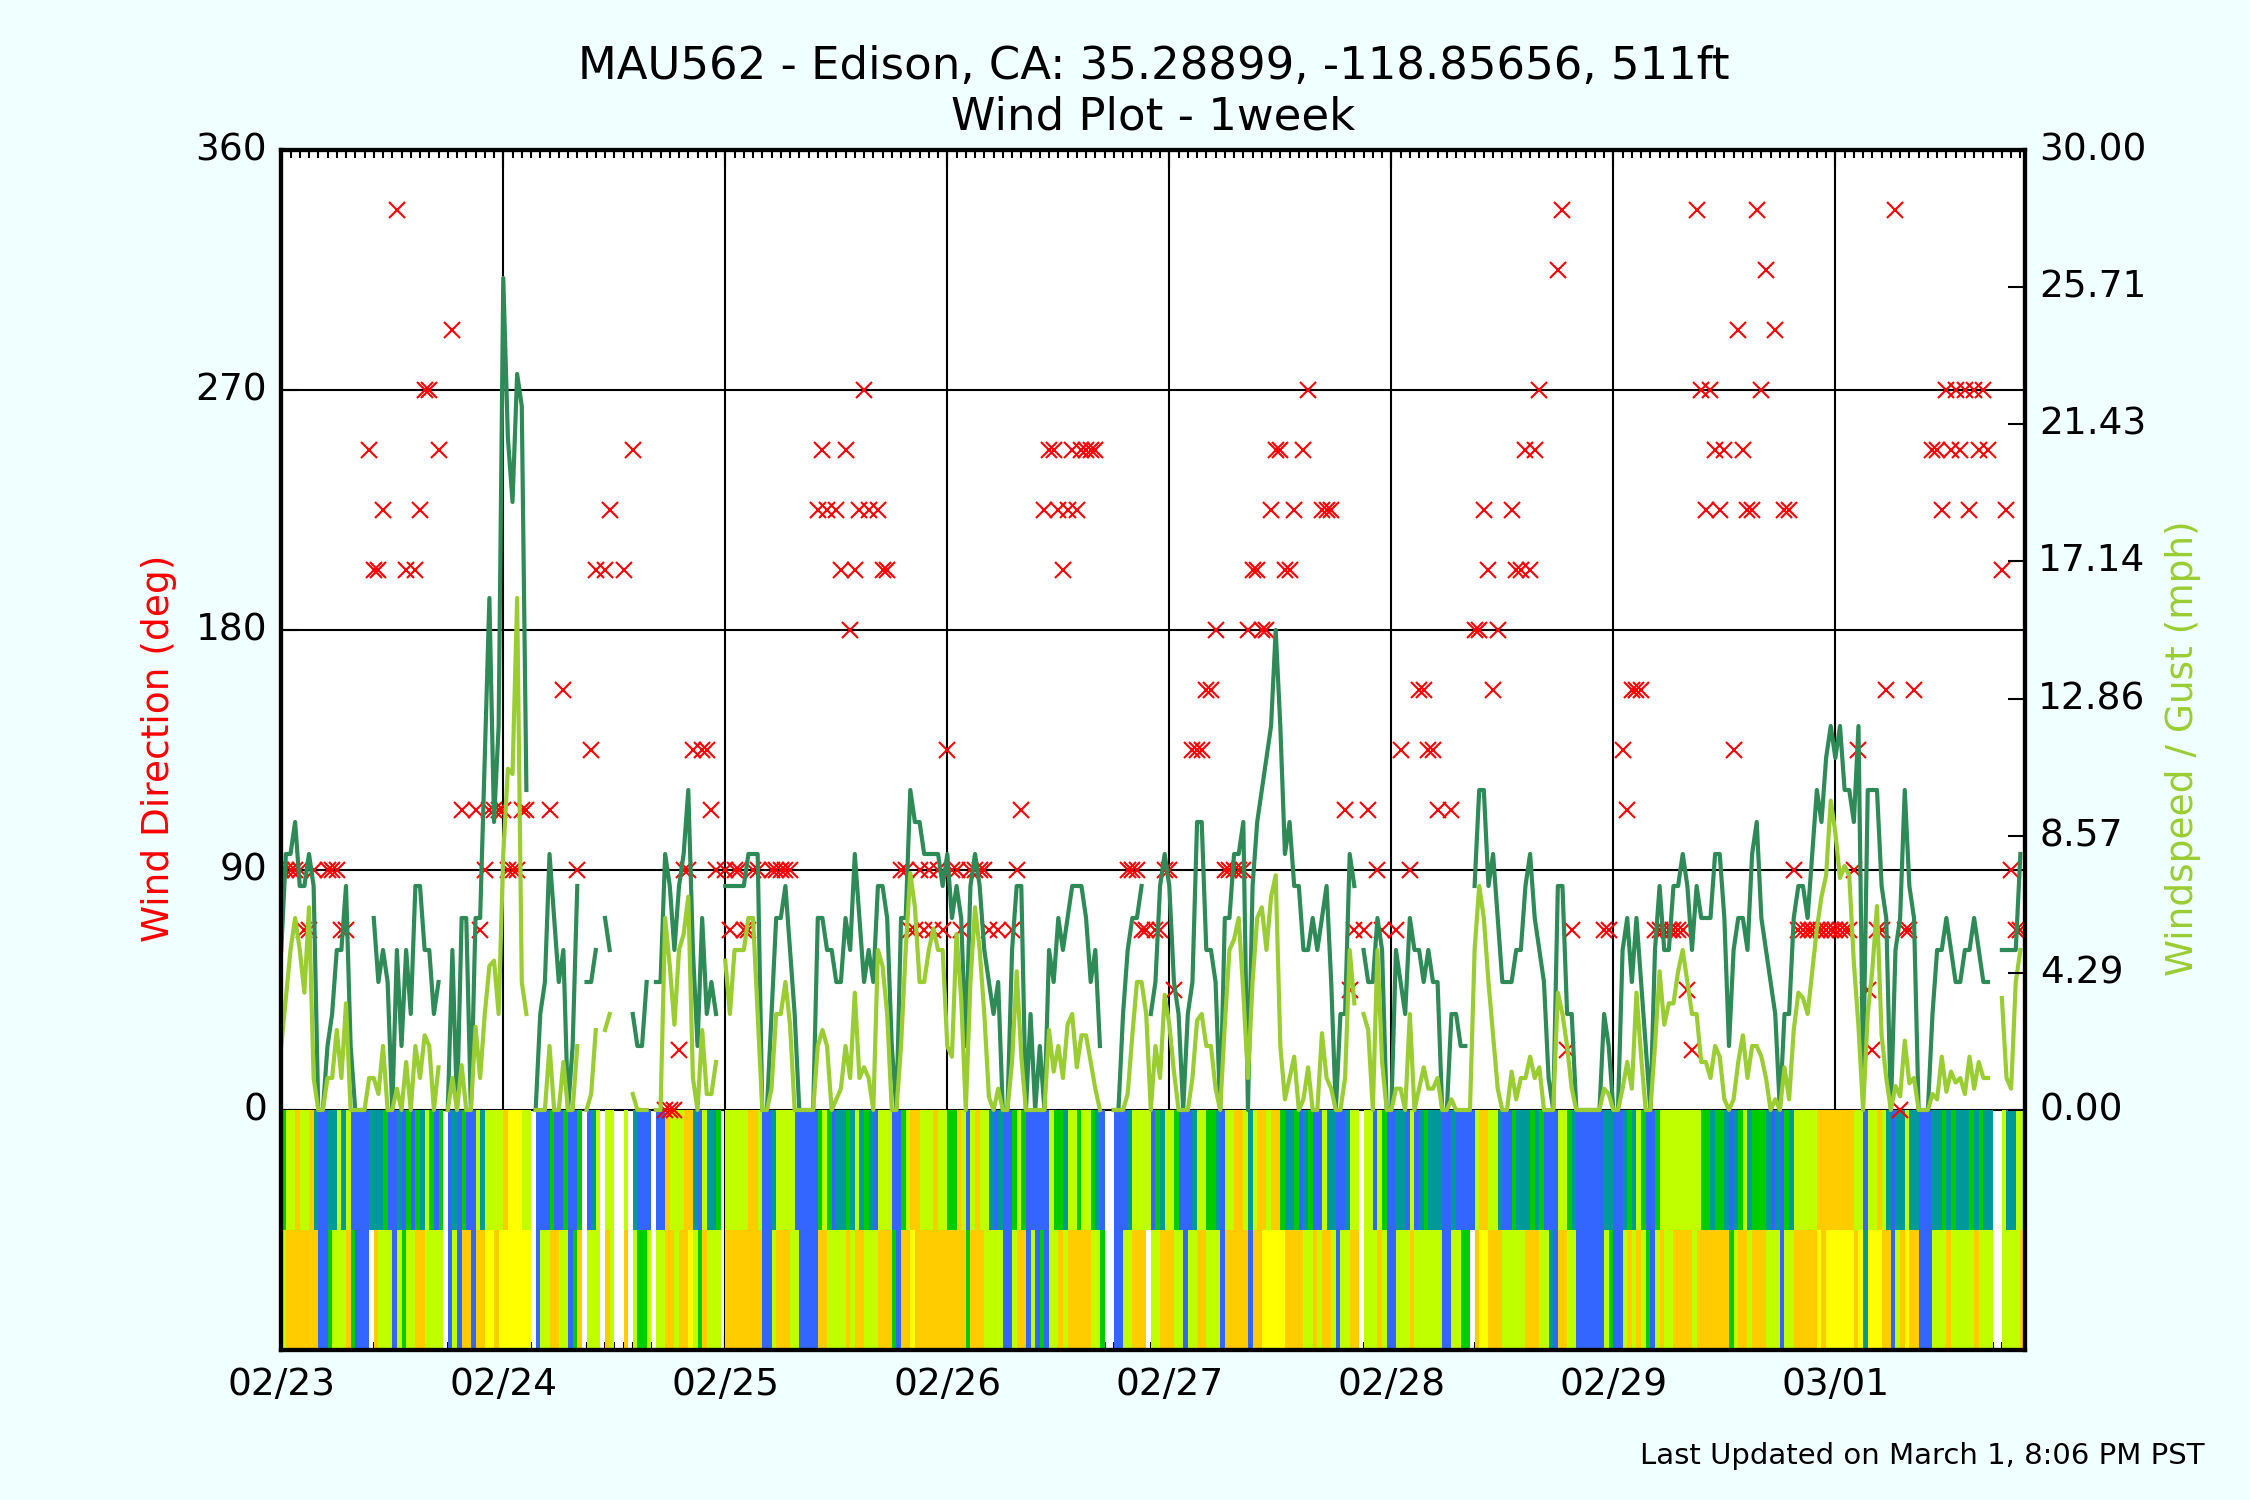 MAU562 - Edison, CA: 35.28899, -118.85656, 511ft
Wind Plot - 1week
360
270
180
90
0
Wind Direction (deg)
30.00
25.71
21.43
17.14
12.86
8.57
4.29
0.00
Windspeed / Gust (mph)
02/23 02/24 02/25 02/26 02/27 02/28 02/29 03/01
Last Updated on March 1, 8:06 PM PST